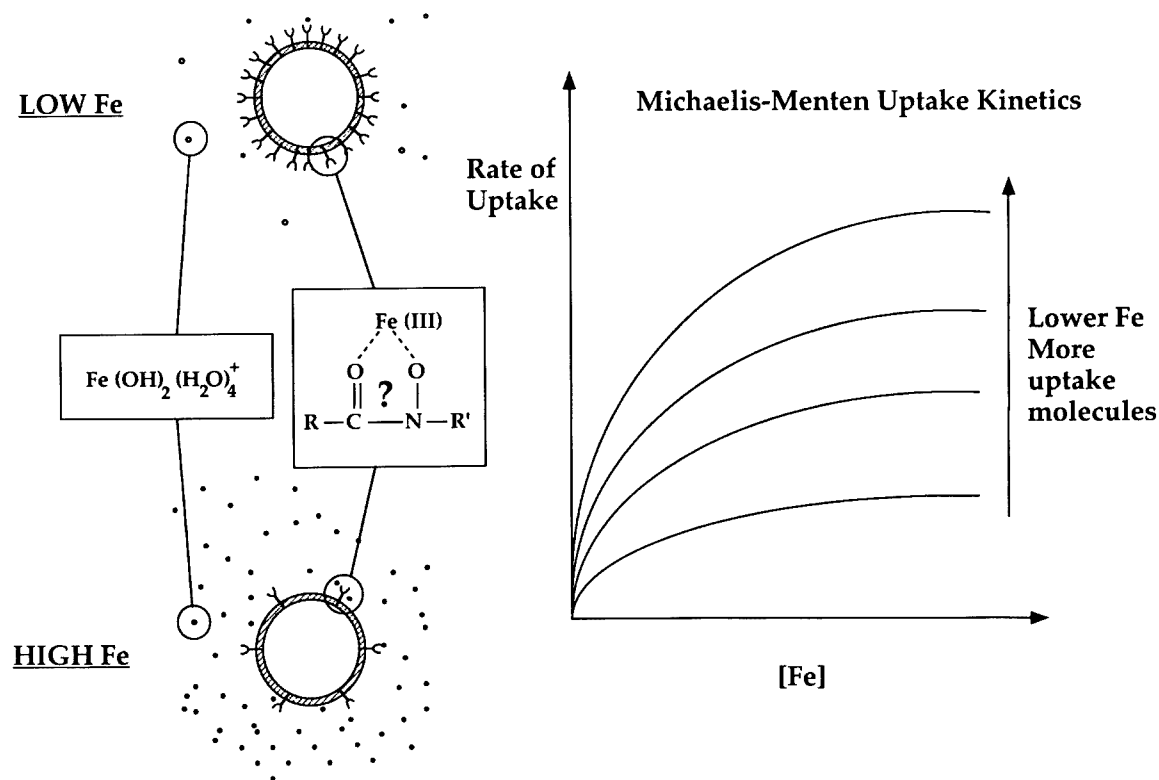 LOW Fe
Fe (OH)₂ (H₂O)₄⁺
Fe (III)
O O
?
R — C — N — R'
HIGH Fe
Michaelis-Menten Uptake Kinetics
Rate of
Uptake
Lower Fe
More
uptake
molecules
[Fe]